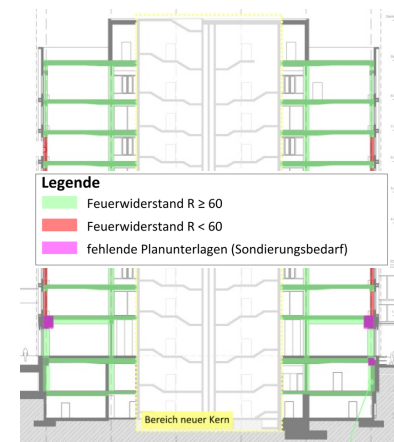 Legende
Feuerwiderstand R ≥ 60
Feuerwiderstand R < 60
fehlende Planunterlagen (Sondierungsbedarf)
Bereich neuer Kern